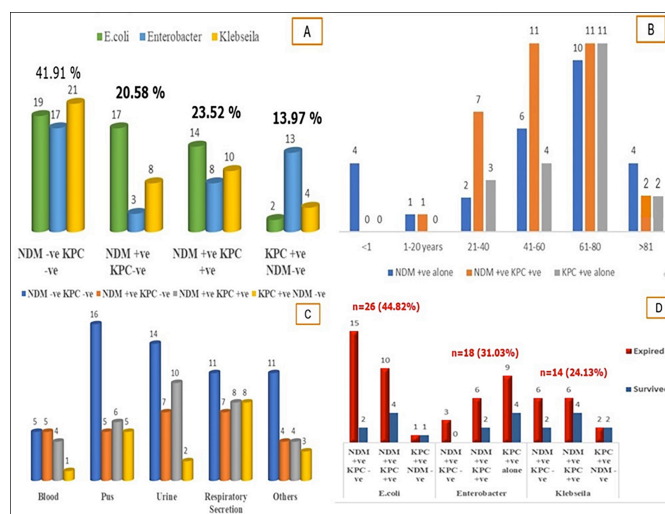 E.coli Enterobacter Klebseila
A
41.91 %
20.58 %
23.52 %
13.97%
19 17 21
17 3 8
14 8 10
2 13 4
NDM -ve KPC -ve
NDM +ve KPC-ve
NDM +ve KPC +ve
KPC +ve NDM-ve
B
4 0 0
1 1 0
2 7 3
6 11 4
10 11 11
4 2 2
<1 1-20 years 21-40 41-60 61-80 >81
NDM +ve alone NDM +ve KPC +ve KPC +ve alone
NDM -ve KPC -ve NDM +ve KPC -ve NDM +ve KPC+ve KPC +ve NDM -ve
C
5 5 4 1
16 5 6 5
14 7 10 2
11 7 8 8
11 4 4 3
Blood Pus Urine Respiratory Secretion Others
D
n=26 (44.82%)
n=18 (31.03%)
n=14 (24.13%)
Expired
Survived
15 2 10 4 1 1
3 0 6 2 9 4
6 2 6 4 2 2
NDM +ve KPC -ve
NDM +ve KPC +ve
KPC +ve NDM -ve
NDM +ve KPC -ve
NDM +ve KPC +ve
KPC +ve alone
NDM +ve KPC -ve
NDM +ve KPC +ve
KPC +ve NDM -ve
E.coli Enterobacter Klebseila